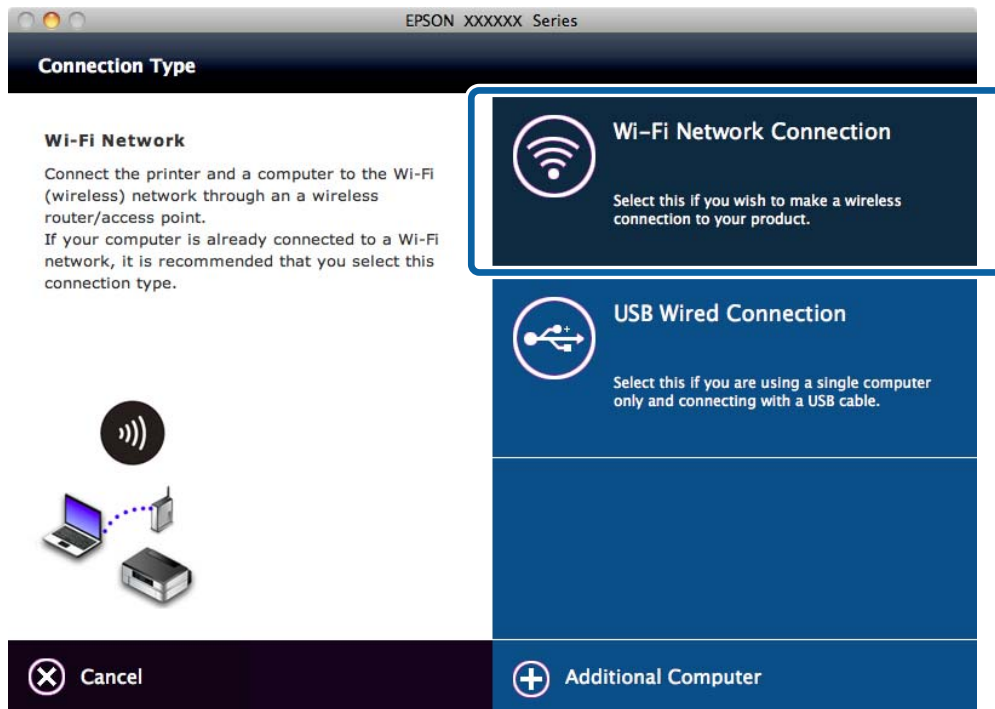 EPSON XXXXXX Series
Connection Type
Wi-Fi Network
Connect the printer and a computer to the Wi-Fi
(wireless) network through an a wireless
router/access point.
If your computer is already connected to a Wi-Fi
network, it is recommended that you select this
connection type.
Wi-Fi Network Connection
Select this if you wish to make a wireless
connection to your product.
USB Wired Connection
Select this if you are using a single computer
only and connecting with a USB cable.
Cancel
Additional Computer